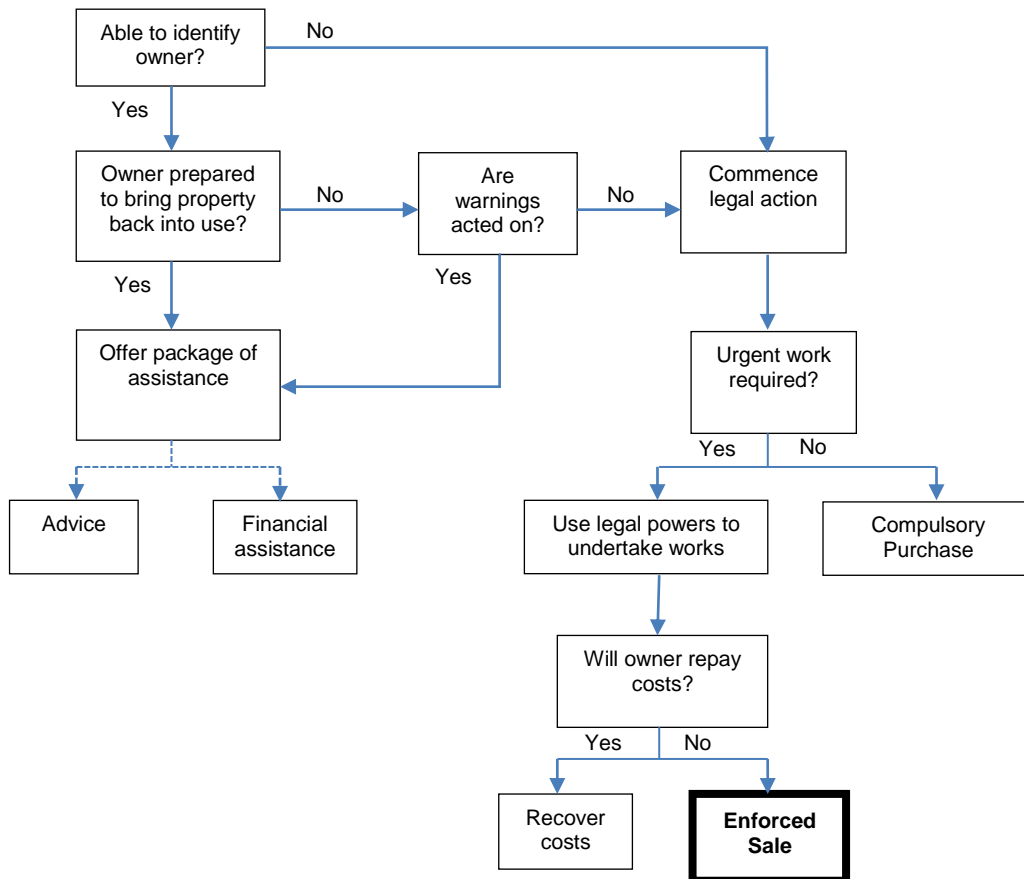 Able to identify
owner?
No
Yes
Owner prepared
to bring property
back into use?
No
Are
warnings
acted on?
No
Commence
legal action
Yes
Yes
Offer package of
assistance
Urgent work
required?
Yes
No
Advice
Financial
assistance
Use legal powers to
undertake works
Compulsory
Purchase
Will owner repay
costs?
Yes
No
Recover
costs
Enforced
Sale